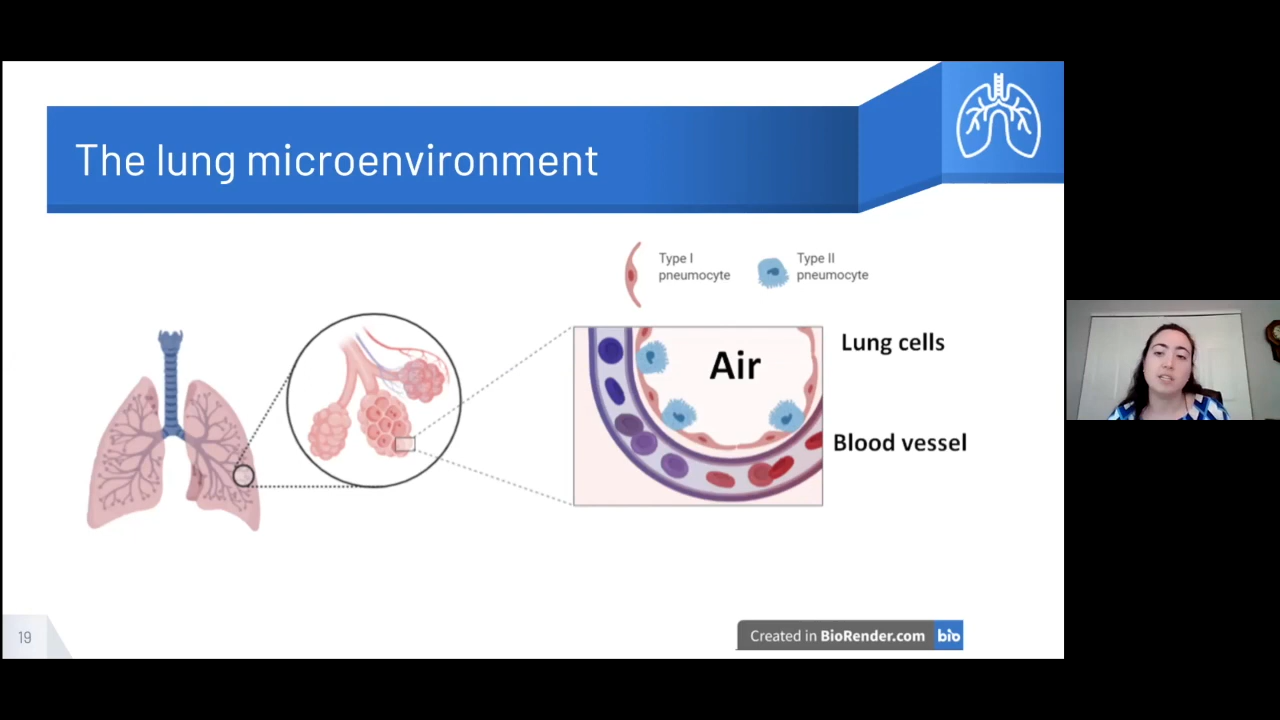 The lung microenvironment
Type I
pneumocyte
Type II
pneumocyte
Air
Lung cells
Blood vessel
19
Created in BioRender.com bio